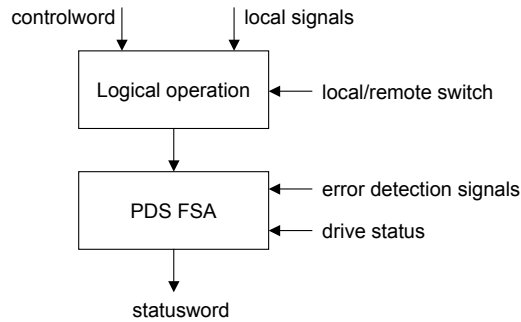 controlword
local signals
Logical operation
local/remote switch
error detection signals
PDS FSA
drive status
statusword